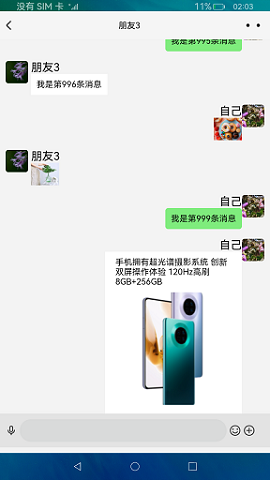 没有 SIM 卡
11%
02:03
朋友3
我是第995条消息
朋友3
我是第996条消息
自己
朋友3
自己
我是第999条消息
自己
手机拥有超光谱摄影系统 创新
双屏操作体验 120Hz高刷
8GB+256GB